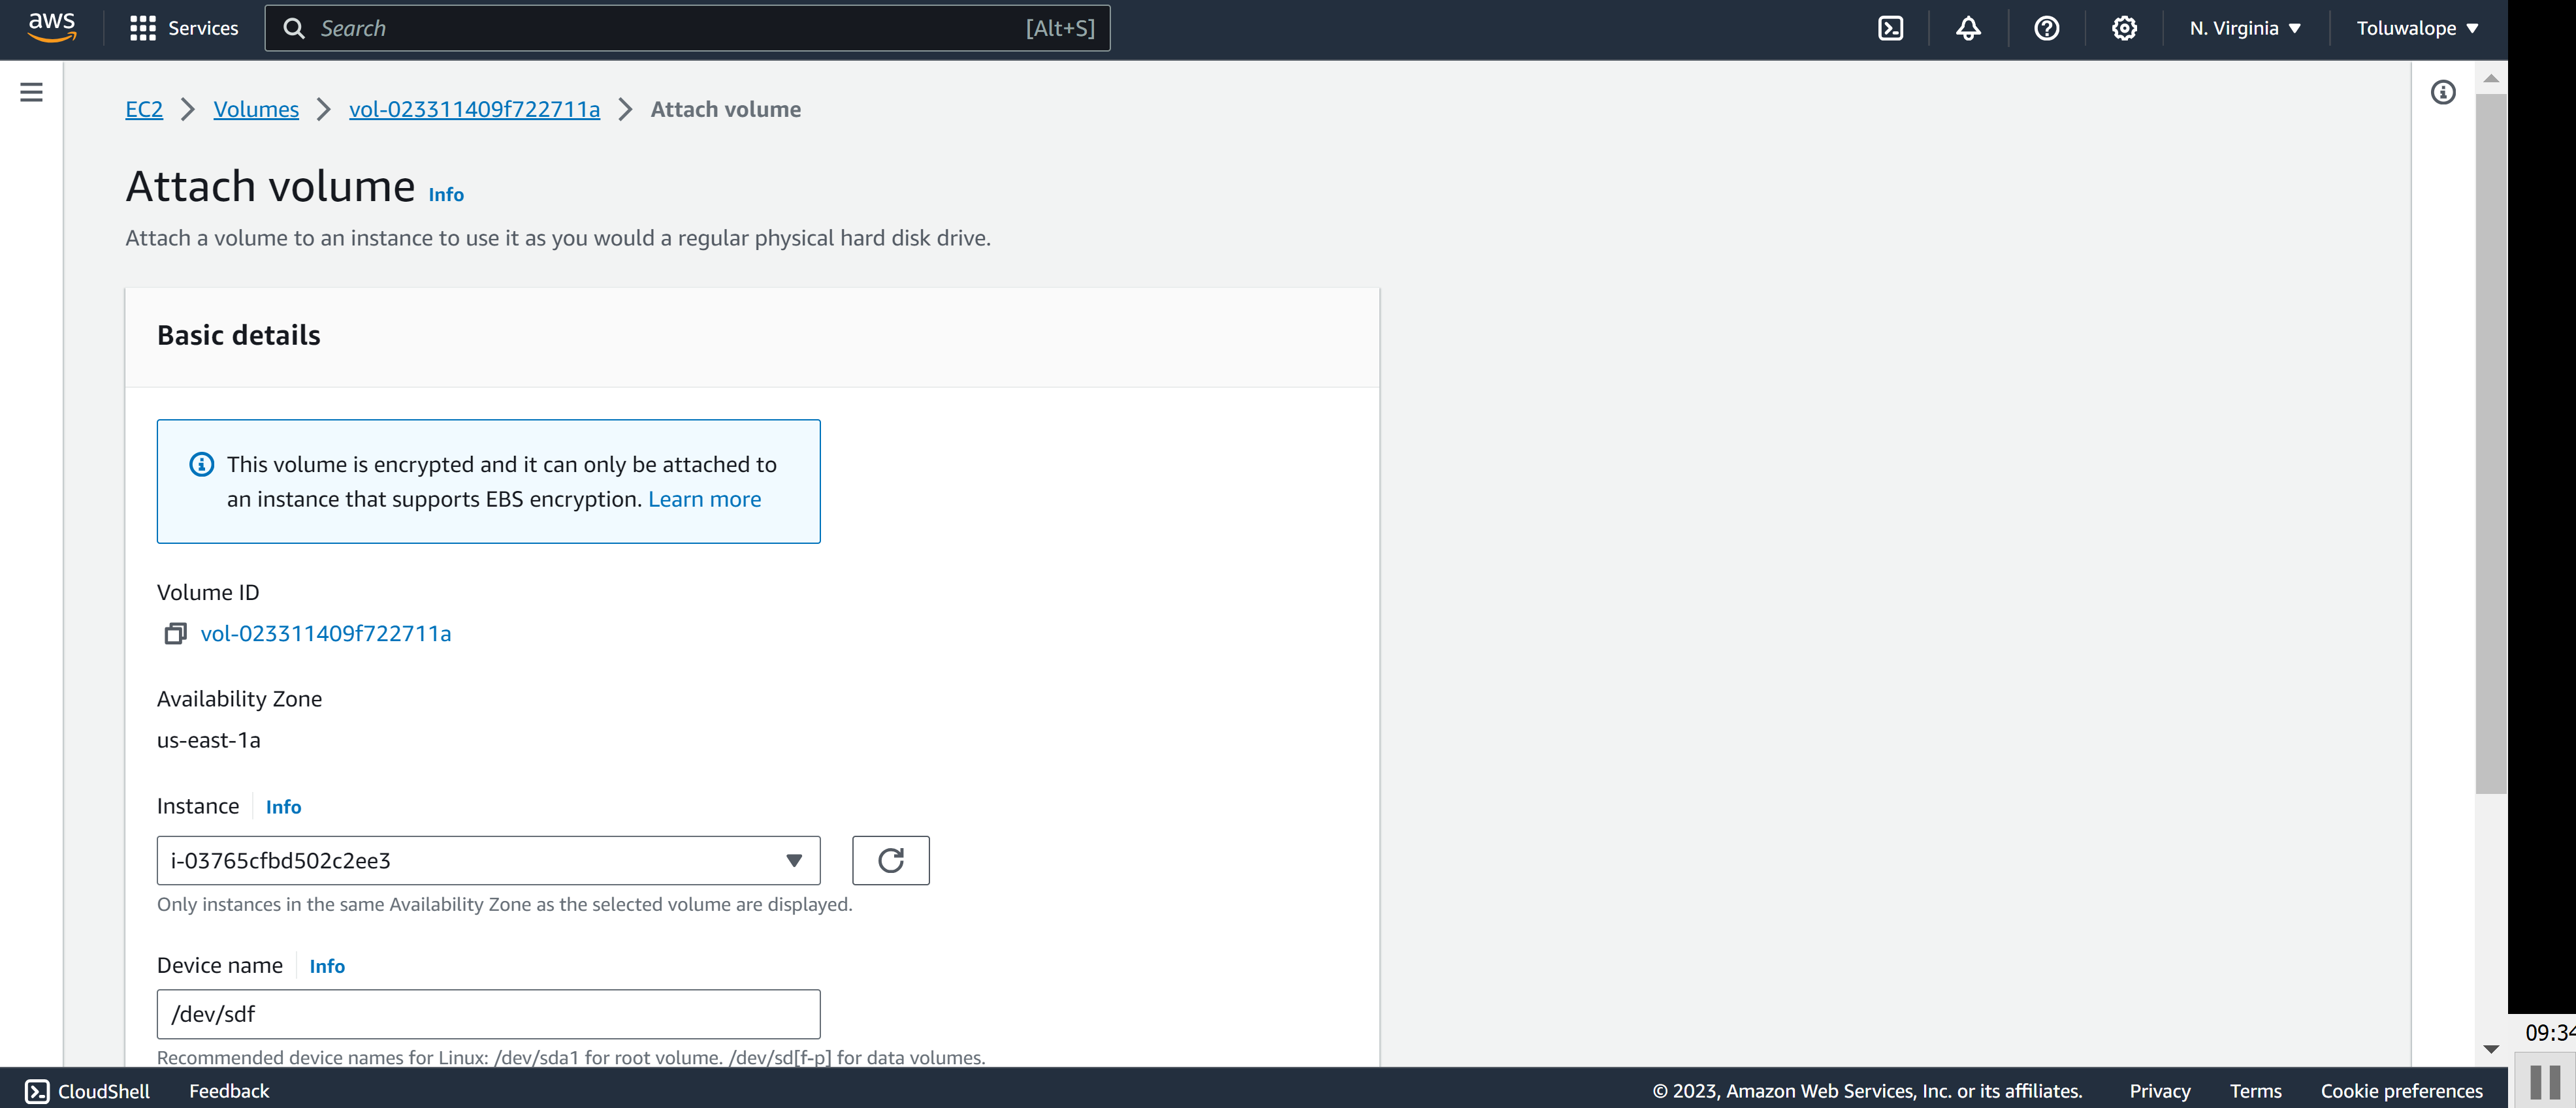 aws
Services
Search
[Alt+S]
N. Virginia
Toluwalope
EC2
Volumes
vol-023311409f722711a
Attach volume
Attach volume Info
Attach a volume to an instance to use it as you would a regular physical hard disk drive.
Basic details
This volume is encrypted and it can only be attached to
an instance that supports EBS encryption. Learn more
Volume ID
vol-023311409f722711a
Availability Zone
us-east-1a
Instance Info
i-03765cfbd502c2ee3
Only instances in the same Availability Zone as the selected volume are displayed.
Device name Info
/dev/sdf
Recommended device names for Linux: /dev/sda1 for root volume. /dev/sd[f-p] for data volumes.
09:34
CloudShell
Feedback
© 2023, Amazon Web Services, Inc. or its affiliates.
Privacy
Terms
Cookie preferences